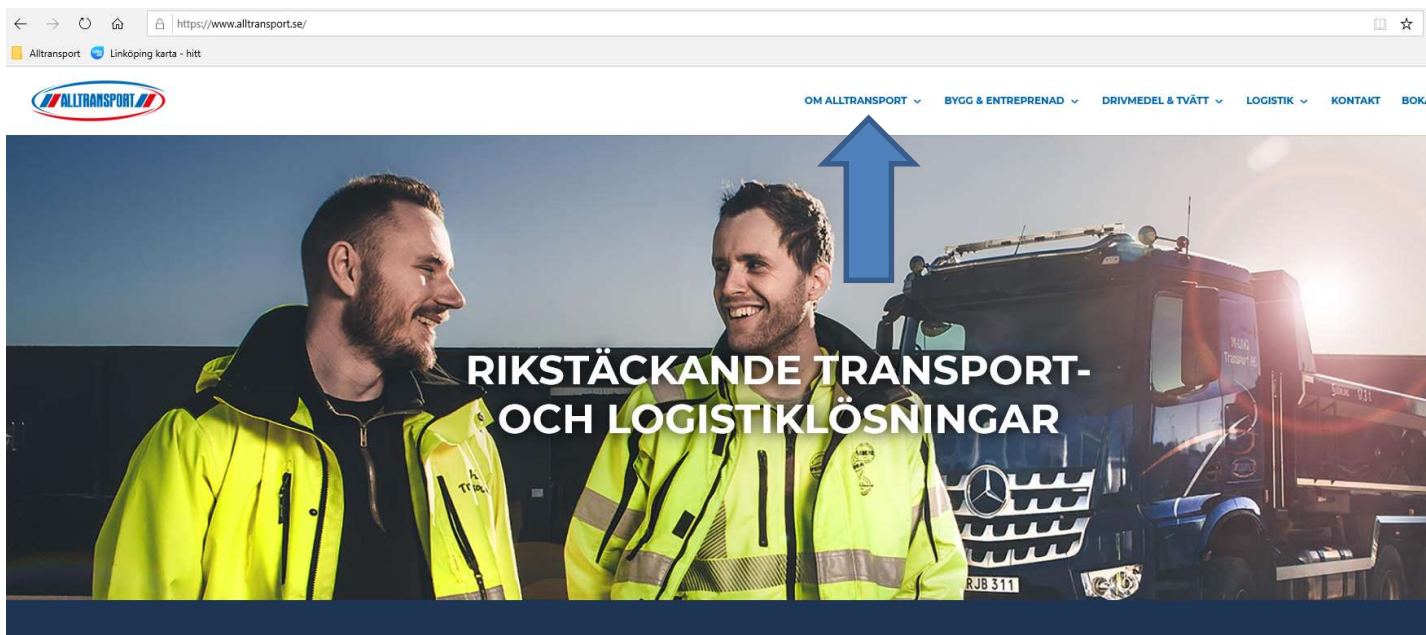 https://www.alltransport.se/
Alltransport
Linköping karta - hitt
ALLTRANSPORT
OM ALLTRANSPORT
BYGG & ENTREPRENAD
DRIVMEDEL & TVÄTT
LOGISTIK
KONTAKT
BOKA
RIKSTÄCKANDE TRANSPORT-
OCH LOGISTIKLÖSNINGAR
RJB 311